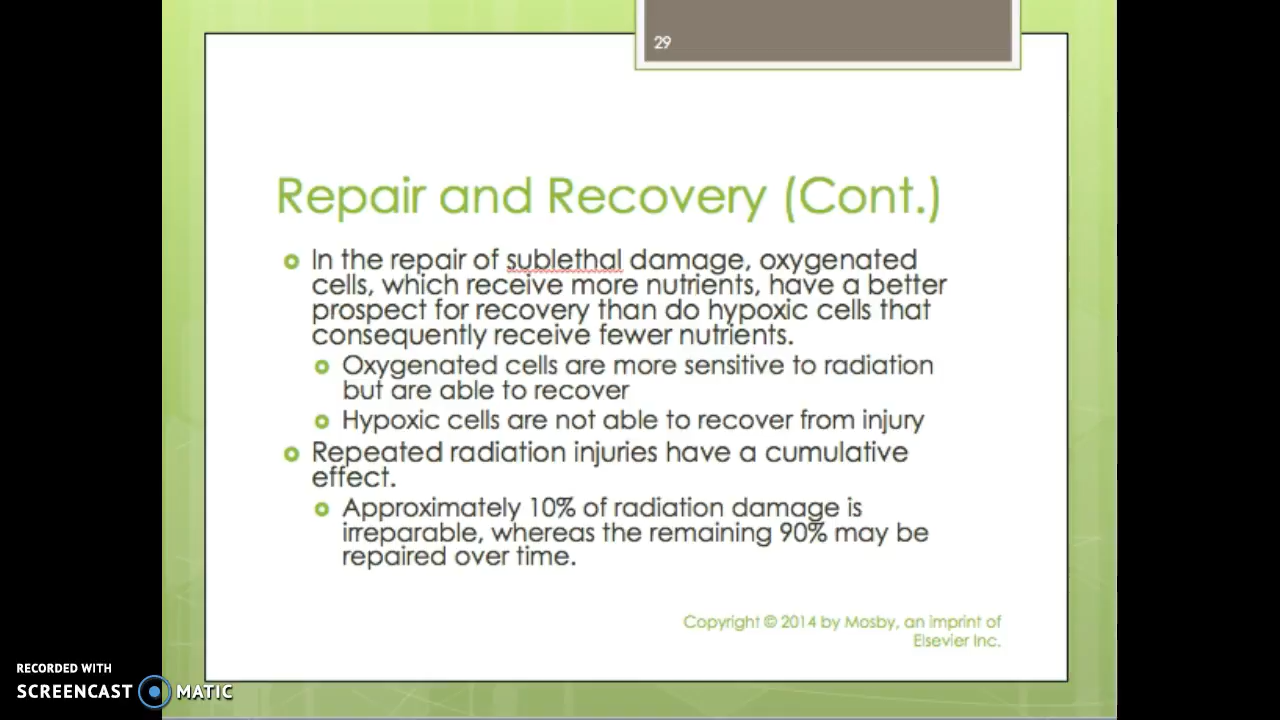 29
Repair and Recovery (Cont.)
In the repair of sublethal damage, oxygenated
cells, which receive more nutrients, have a better
prospect for recovery than do hypoxic cells that
consequently receive fewer nutrients.
Oxygenated cells are more sensitive to radiation
but are able to recover
Hypoxic cells are not able to recover from injury
Repeated radiation injuries have a cumulative
effect.
Approximately 10% of radiation damage is
irreparable, whereas the remaining 90% may be
repaired over time.
Copyright © 2014 by Mosby, an imprint of
Elsevier Inc.
RECORDED WITH
SCREENCAST MATIC